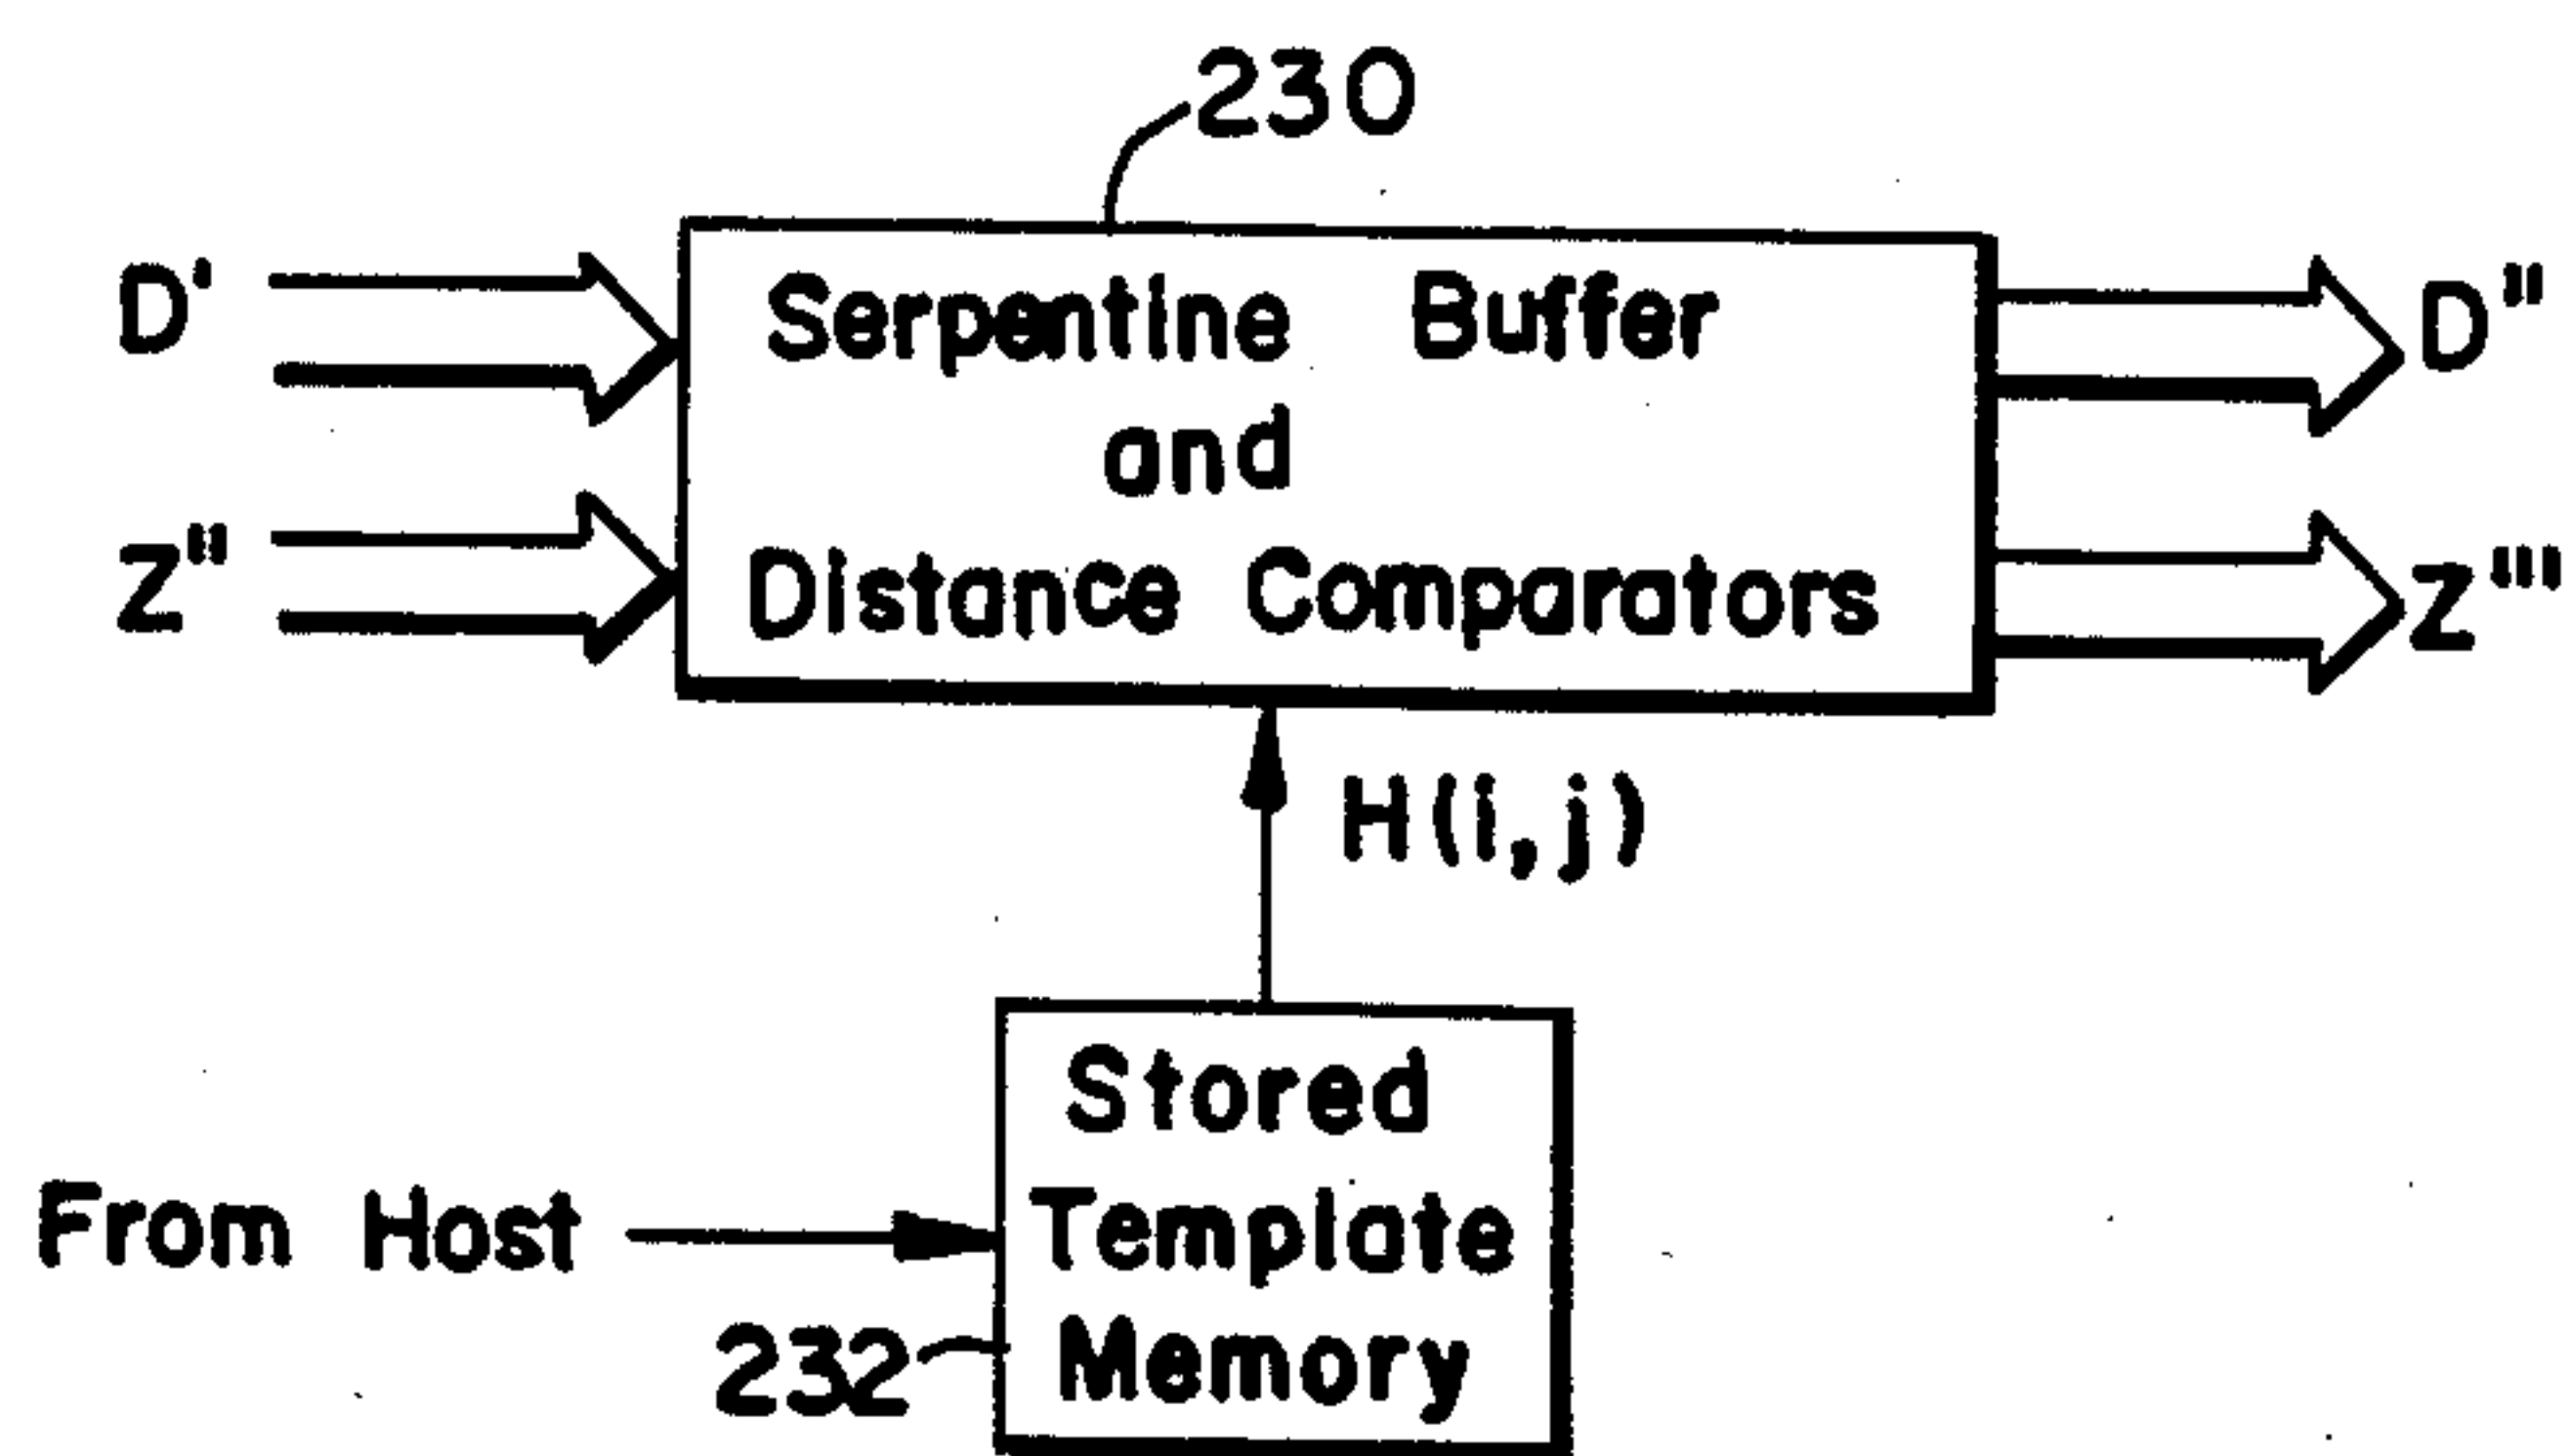 230
D' Serpentine Buffer D"
and
Z" Distance Comparators Z'''
H(i,j)
Stored
From Host Template
232 Memory